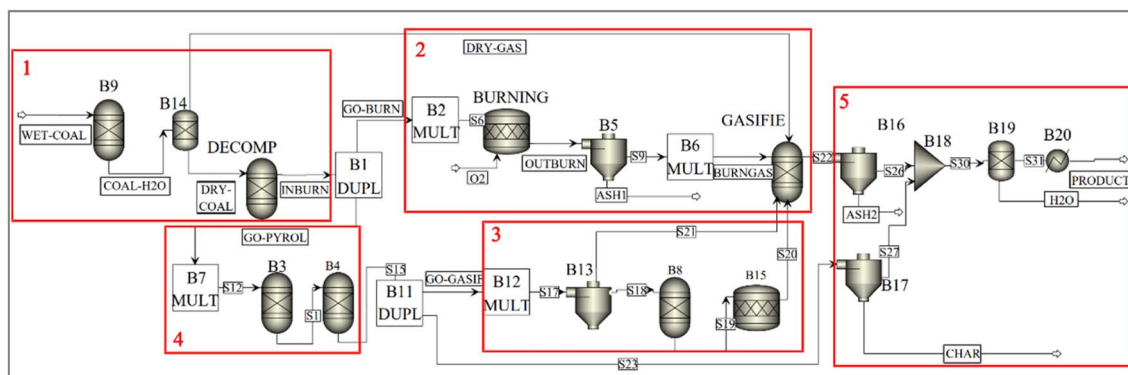 1
B9
WET-COAL
COAL-H2O
B14
DECOMP
DRY-
COAL
INBURN
B1
DUPL
GO-BURN
2
DRY-GAS
B2
MULT
S6
BURNING
O2
OUTBURN
B5
S9
ASH1
B6
MULT
BURNGAS
GASIFIE
S22
3
S21
S20
GO-GASIF
B12
MULT
S17
B13
S18
B8
S19
B15
S23
4
GO-PYROL
B7
MULT
S12
B3
S1
B4
S15
B11
DUPL
5
B16
S26
ASH2
B18
S30
B19
S31
B20
PRODUCT
H2O
S27
B17
CHAR